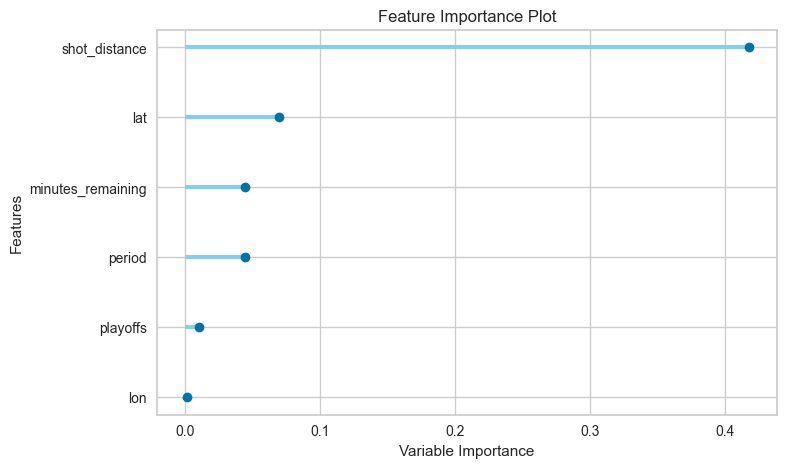 Feature Importance Plot
shot_distance
lat
minutes_remaining
period
playoffs
lon
Features
0.0 0.1 0.2 0.3 0.4
Variable Importance